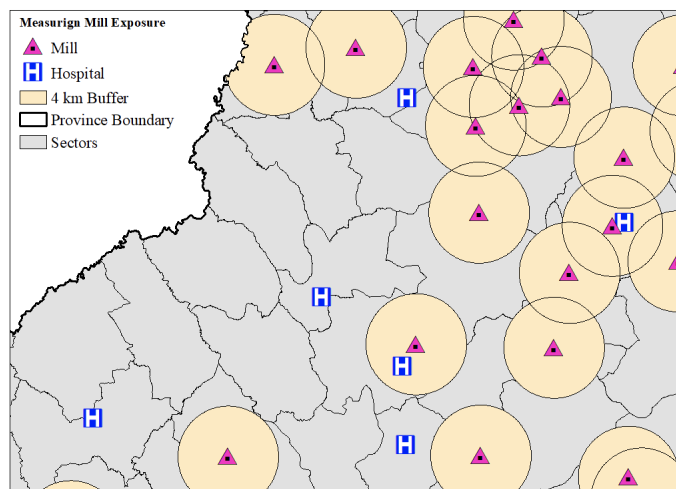 Measurign Mill Exposure
Mill
H Hospital
4 km Buffer
Province Boundary
Sectors
H
H
H
H
H
H